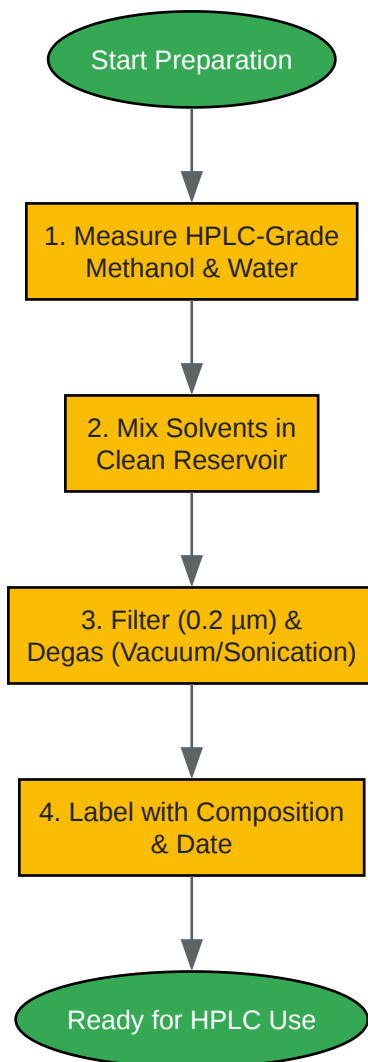 Start Preparation
1. Measure HPLC-Grade
Methanol & Water
2. Mix Solvents in
Clean Reservoir
3. Filter (0.2 µm) &
Degas (Vacuum/Sonication)
4. Label with Composition
& Date
Ready for HPLC Use